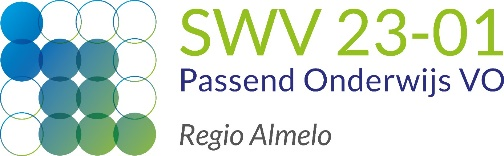 SWV 23-01
Passend Onderwijs VO
Regio Almelo